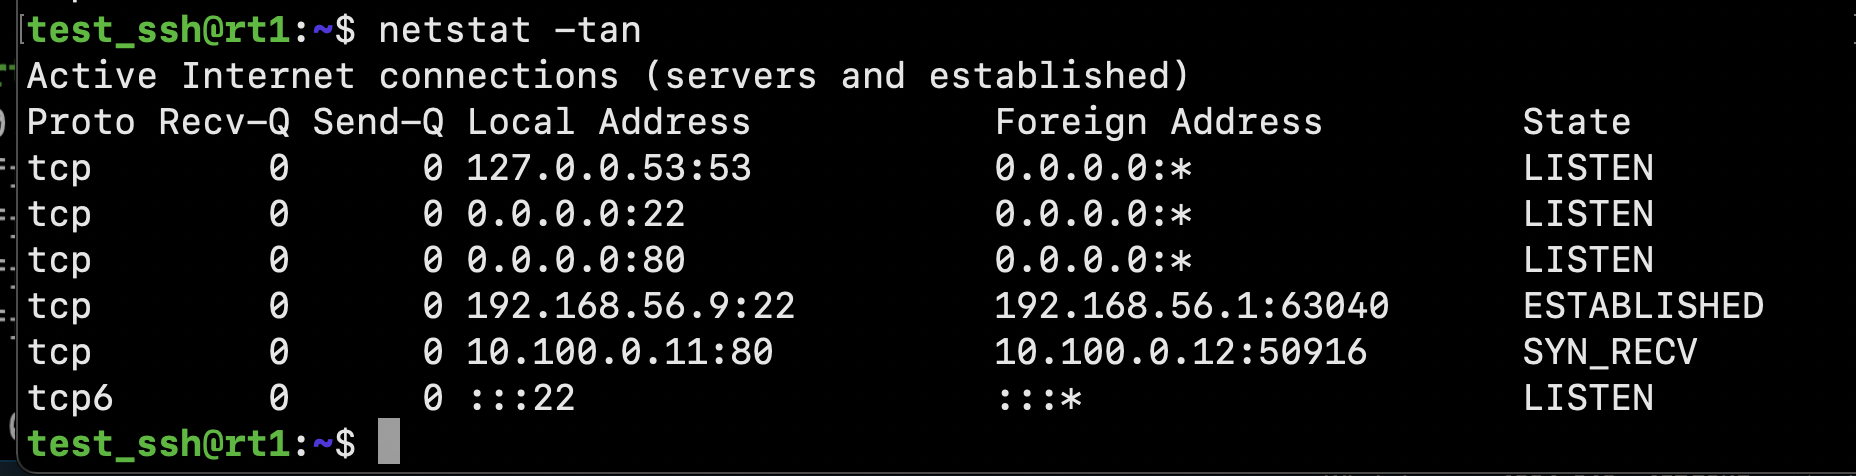 test_ssh@rt1:~$ netstat -tan
Active Internet connections (servers and established)
Proto Recv-Q Send-Q Local Address           Foreign Address         State
tcp        0      0 127.0.0.53:53           0.0.0.0:*               LISTEN
tcp        0      0 0.0.0.0:22              0.0.0.0:*               LISTEN
tcp        0      0 0.0.0.0:80              0.0.0.0:*               LISTEN
tcp        0      0 192.168.56.9:22         192.168.56.1:63040      ESTABLISHED
tcp        0      0 10.100.0.11:80          10.100.0.12:50916       SYN_RECV
tcp6       0      0 :::22                   :::*                    LISTEN
test_ssh@rt1:~$